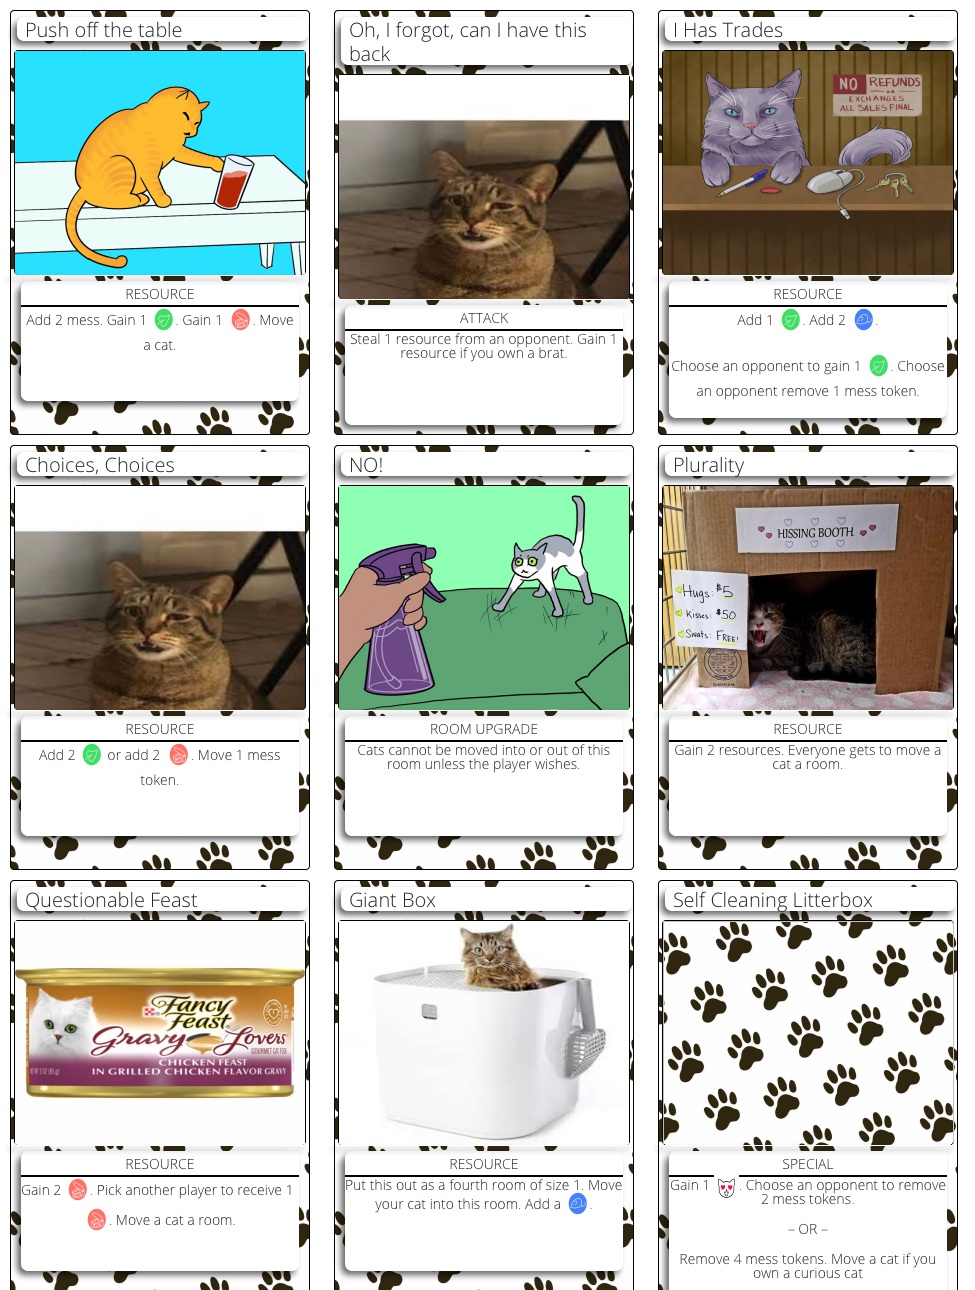 Push off the table
RESOURCE
Add 2 mess. Gain 1 . Gain 1 . Move
a cat.
Oh, I forgot, can I have this
back
ATTACK
Steal 1 resource from an opponent. Gain 1
resource if you own a brat.
I Has Trades
NO REFUNDS
OR
EXCHANGES
ALL SALES FINAL
RESOURCE
Add 1 . Add 2 .
Choose an opponent to gain 1 . Choose
an opponent remove 1 mess token.
Choices, Choices
RESOURCE
Add 2 or add 2 . Move 1 mess
token.
NO!
ROOM UPGRADE
Cats cannot be moved into or out of this
room unless the player wishes.
Plurality
HISSING BOOTH
Hugs: $5
Kisses: $50
Swats: FREE!
RESOURCE
Gain 2 resources. Everyone gets to move a
cat a room.
Questionable Feast
Fancy
Feast
Gravy Lovers
GOURMET CAT FOOD
CHICKEN FEAST
IN GRILLED CHICKEN FLAVOR GRAVY
NET WT 3 OZ (85 g)
RESOURCE
Gain 2 . Pick another player to receive 1
. Move a cat a room.
Giant Box
RESOURCE
Put this out as a fourth room of size 1. Move
your cat into this room. Add a .
Self Cleaning Litterbox
SPECIAL
Gain 1 . Choose an opponent to remove
2 mess tokens.
– OR –
Remove 4 mess tokens. Move a cat if you
own a curious cat